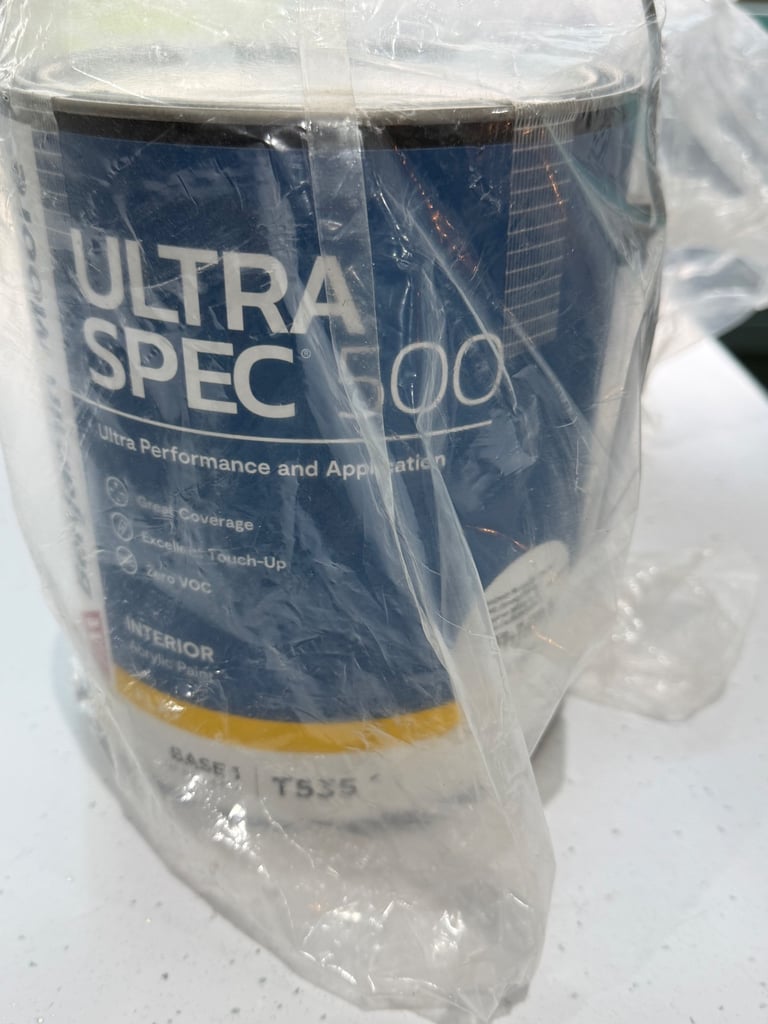 ULTRA
SPEC® 500
Ultra Performance and Application
Great Coverage
Excellent Touch-Up
Zero VOC
INTERIOR
Acrylic Paint
BASE 1 | T535